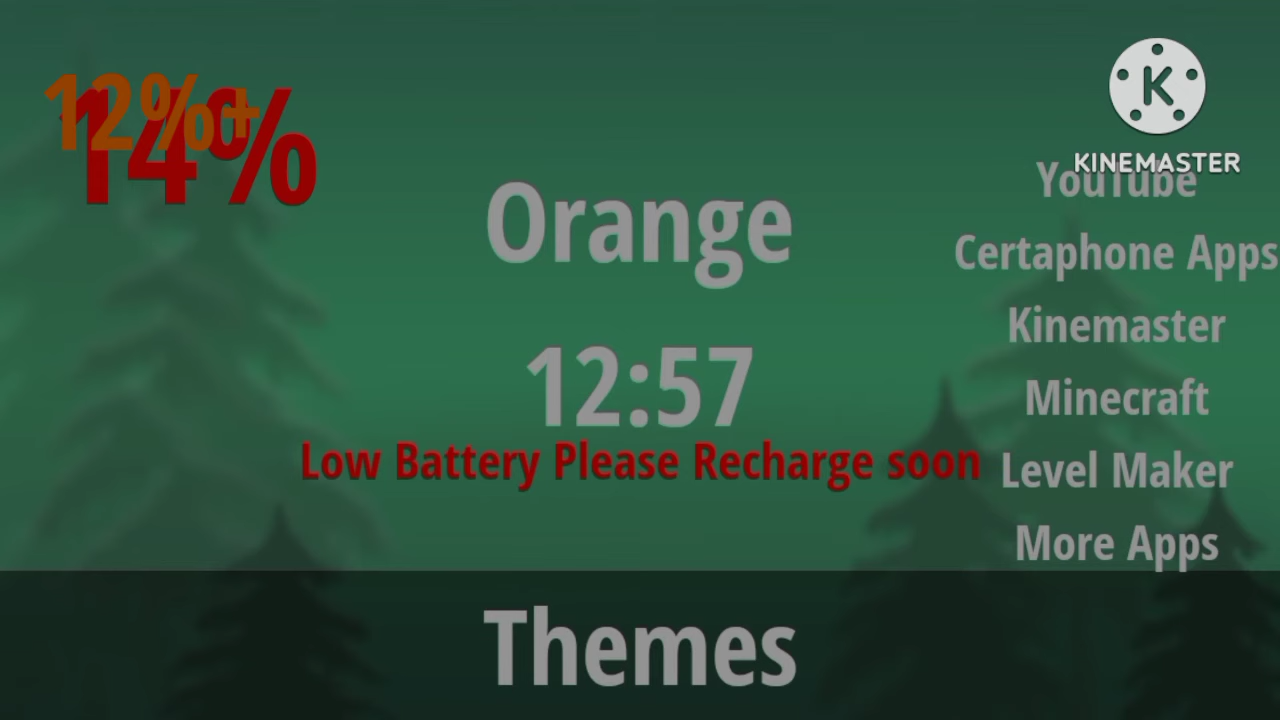 12%+
14%
KINEMASTER
YouTube
Orange
Certaphone Apps
Kinemaster
12:57
Minecraft
Low Battery Please Recharge soon
Level Maker
More Apps
Themes